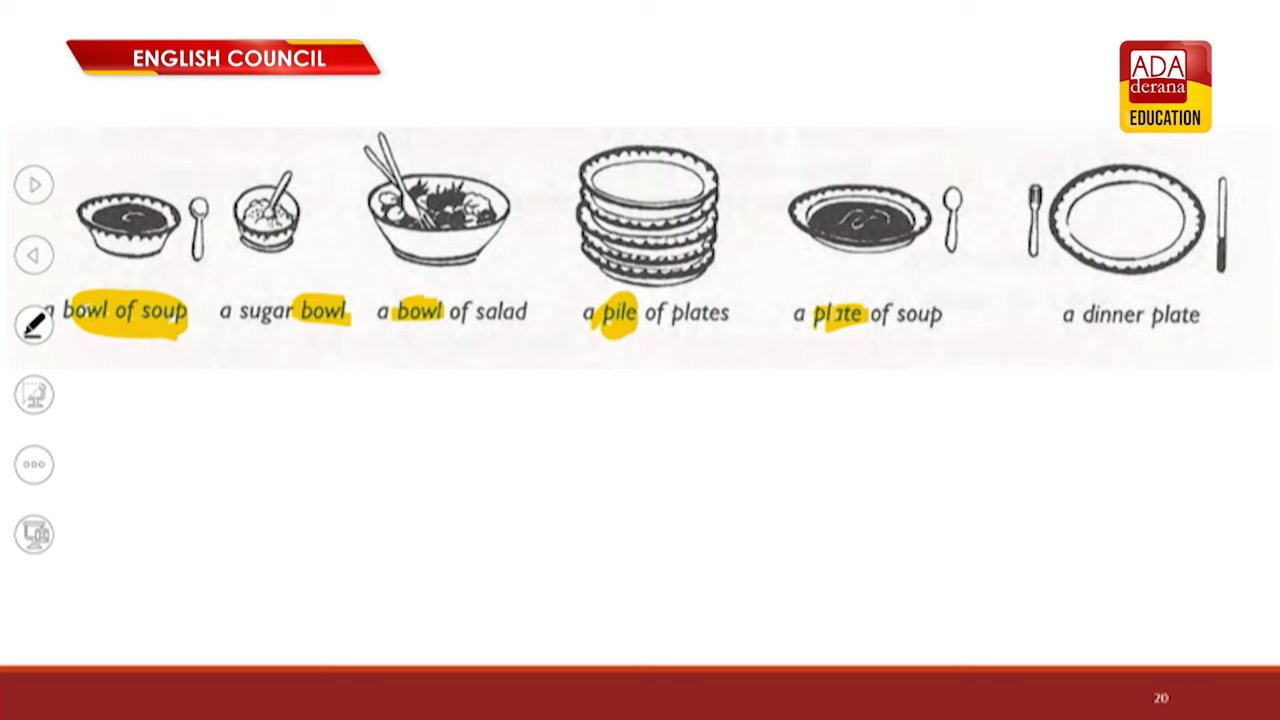 ENGLISH COUNCIL
ADA
derana
EDUCATION
a bowl of soup
a sugar bowl
a bowl of salad
a pile of plates
a plate of soup
a dinner plate
20